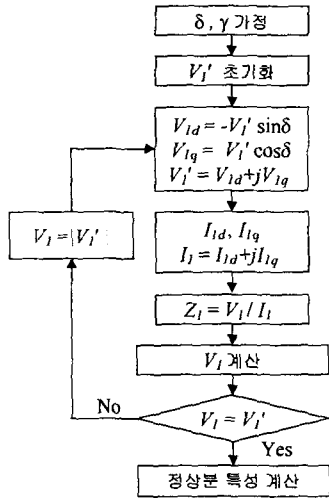 δ, γ 가정
V₁' 초기화
V₁d = -V₁' sinδ
V₁q = V₁' cosδ
V₁' = V₁d+jV₁q
V₁ = V₁'
I₁d, I₁q
I₁ = I₁d+jI₁q
Z₁ = V₁ / I₁
V₁ 계산
No
V₁ = V₁'
Yes
정상분 특성 계산